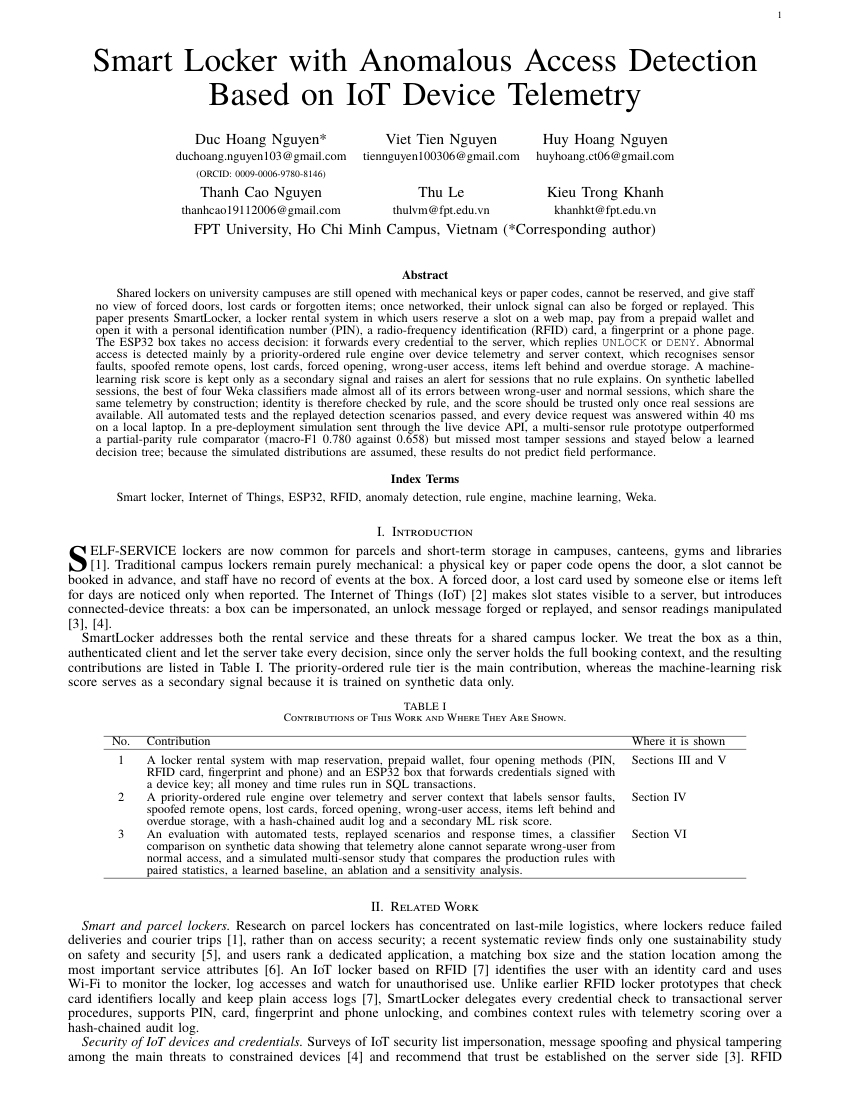 1
Smart Locker with Anomalous Access Detection
Based on IoT Device Telemetry
Duc Hoang Nguyen* Viet Tien Nguyen Huy Hoang Nguyen
duchoang.nguyen103@gmail.com tiennguyen100306@gmail.com huyhoang.ct06@gmail.com
(ORCID: 0009-0006-9780-8146)
Thanh Cao Nguyen Thu Le Kieu Trong Khanh
thanhcao19112006@gmail.com thulvm@fpt.edu.vn khanhkt@fpt.edu.vn
FPT University, Ho Chi Minh Campus, Vietnam (*Corresponding author)
Abstract
Shared lockers on university campuses are still opened with mechanical keys or paper codes, cannot be reserved, and give staff
no view of forced doors, lost cards or forgotten items; once networked, their unlock signal can also be forged or replayed. This
paper presents SmartLocker, a locker rental system in which users reserve a slot on a web map, pay from a prepaid wallet and
open it with a personal identification number (PIN), a radio-frequency identification (RFID) card, a fingerprint or a phone page.
The ESP32 box takes no access decision: it forwards every credential to the server, which replies UNLOCK or DENY. Abnormal
access is detected mainly by a priority-ordered rule engine over device telemetry and server context, which recognises sensor
faults, spoofed remote opens, lost cards, forced opening, wrong-user access, items left behind and overdue storage. A machine-
learning risk score is kept only as a secondary signal and raises an alert for sessions that no rule explains. On synthetic labelled
sessions, the best of four Weka classifiers made almost all of its errors between wrong-user and normal sessions, which share the
same telemetry by construction; identity is therefore checked by rule, and the score should be trusted only once real sessions are
available. All automated tests and the replayed detection scenarios passed, and every device request was answered within 40 ms
on a local laptop. In a pre-deployment simulation sent through the live device API, a multi-sensor rule prototype outperformed
a partial-parity rule comparator (macro-F1 0.780 against 0.658) but missed most tamper sessions and stayed below a learned
decision tree; because the simulated distributions are assumed, these results do not predict field performance.
Index Terms
Smart locker, Internet of Things, ESP32, RFID, anomaly detection, rule engine, machine learning, Weka.
I. Introduction
SELF-SERVICE lockers are now common for parcels and short-term storage in campuses, canteens, gyms and libraries
[1]. Traditional campus lockers remain purely mechanical: a physical key or paper code opens the door, a slot cannot be
booked in advance, and staff have no record of events at the box. A forced door, a lost card used by someone else or items left
for days are noticed only when reported. The Internet of Things (IoT) [2] makes slot states visible to a server, but introduces
connected-device threats: a box can be impersonated, an unlock message forged or replayed, and sensor readings manipulated
[3], [4].
SmartLocker addresses both the rental service and these threats for a shared campus locker. We treat the box as a thin,
authenticated client and let the server take every decision, since only the server holds the full booking context, and the resulting
contributions are listed in Table I. The priority-ordered rule tier is the main contribution, whereas the machine-learning risk
score serves as a secondary signal because it is trained on synthetic data only.
TABLE I
Contributions of This Work and Where They Are Shown.
No. Contribution Where it is shown
1 A locker rental system with map reservation, prepaid wallet, four opening methods (PIN, Sections III and V
RFID card, fingerprint and phone) and an ESP32 box that forwards credentials signed with
a device key; all money and time rules run in SQL transactions.
2 A priority-ordered rule engine over telemetry and server context that labels sensor faults, Section IV
spoofed remote opens, lost cards, forced opening, wrong-user access, items left behind and
overdue storage, with a hash-chained audit log and a secondary ML risk score.
3 An evaluation with automated tests, replayed scenarios and response times, a classifier Section VI
comparison on synthetic data showing that telemetry alone cannot separate wrong-user from
normal access, and a simulated multi-sensor study that compares the production rules with
paired statistics, a learned baseline, an ablation and a sensitivity analysis.
II. Related Work
Smart and parcel lockers. Research on parcel lockers has concentrated on last-mile logistics, where lockers reduce failed
deliveries and courier trips [1], rather than on access security; a recent systematic review finds only one sustainability study
on safety and security [5], and users rank a dedicated application, a matching box size and the station location among the
most important service attributes [6]. An IoT locker based on RFID [7] identifies the user with an identity card and uses
Wi-Fi to monitor the locker, log accesses and watch for unauthorised use. Unlike earlier RFID locker prototypes that check
card identifiers locally and keep plain access logs [7], SmartLocker delegates every credential check to transactional server
procedures, supports PIN, card, fingerprint and phone unlocking, and combines context rules with telemetry scoring over a
hash-chained audit log.
Security of IoT devices and credentials. Surveys of IoT security list impersonation, message spoofing and physical tampering
among the main threats to constrained devices [4] and recommend that trust be established on the server side [3]. RFID